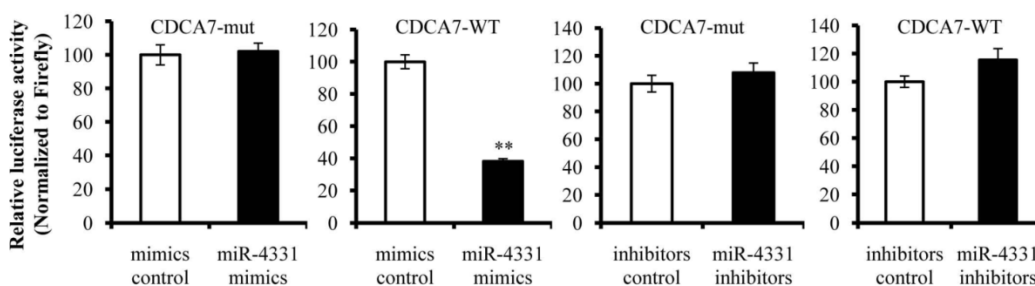 Relative luciferase activity
(Normalized to Firefly)
CDCA7-mut
120
100
80
60
40
20
0
mimics control
miR-4331 mimics
CDCA7-WT
120
100
80
60
40
20
0
**
mimics control
miR-4331 mimics
CDCA7-mut
140
120
100
80
60
40
20
0
inhibitors control
miR-4331 inhibitors
CDCA7-WT
140
120
100
80
60
40
20
0
inhibitors control
miR-4331 inhibitors